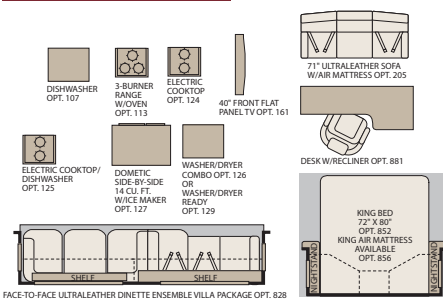 DISHWASHER
OPT. 107
3-BURNER
RANGE
W/OVEN
OPT. 113
ELECTRIC
COOKTOP
OPT. 124
40" FRONT FLAT
PANEL TV OPT. 161
71" ULTRALEATHER SOFA
W/AIR MATTRESS OPT. 205
ELECTRIC COOKTOP/
DISHWASHER
OPT. 125
DOMETIC
SIDE-BY-SIDE
14 CU. FT.
W/ICE MAKER
OPT. 127
WASHER/DRYER
COMBO OPT. 126
OR
WASHER/DRYER
READY
OPT. 129
DESK W/RECLINER OPT. 881
SHELF
SHELF
FACE-TO-FACE ULTRALEATHER DINETTE ENSEMBLE VILLA PACKAGE OPT. 828
KING BED
72" X 80"
OPT. 852
KING AIR MATTRESS
AVAILABLE
OPT. 856
NIGHT STAND
NIGHT STAND